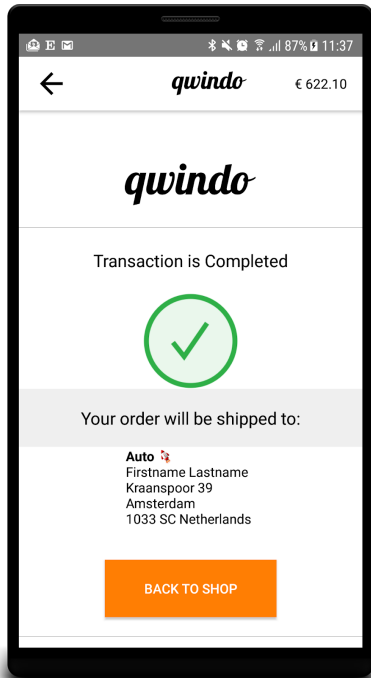 E 87% 11:37
qwindo € 622.10
qwindo
Transaction is Completed
Your order will be shipped to:
Auto 🚀
Firstname Lastname
Kraanspoor 39
Amsterdam
1033 SC Netherlands
BACK TO SHOP